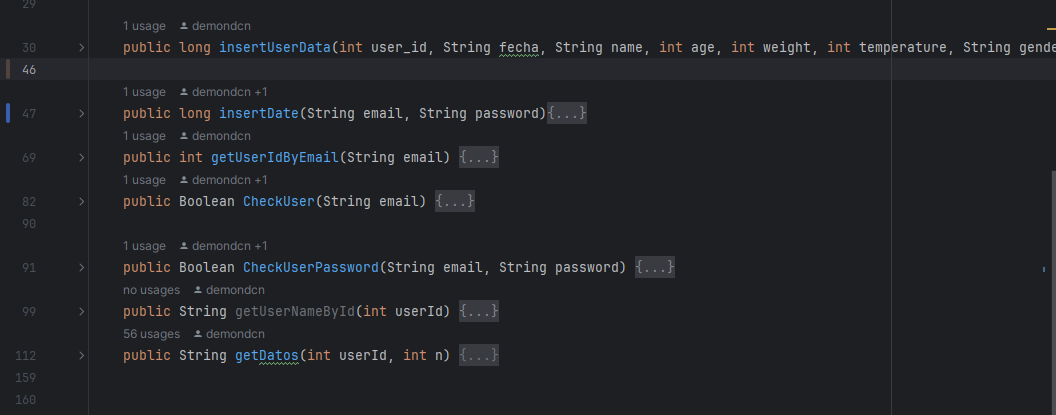 29
1 usage demondcn
30 public long insertUserData(int user_id, String fecha, String name, int age, int weight, int temperature, String gende
46
1 usage demondcn +1
47 public long insertDate(String email, String password){...}
1 usage demondcn
69 public int getUserIdByEmail(String email) {...}
1 usage demondcn +1
82 public Boolean CheckUser(String email) {...}
90
1 usage demondcn +1
91 public Boolean CheckUserPassword(String email, String password) {...}
no usages demondcn
99 public String getUserNameById(int userId) {...}
56 usages demondcn
112 public String getDatos(int userId, int n) {...}
159
160